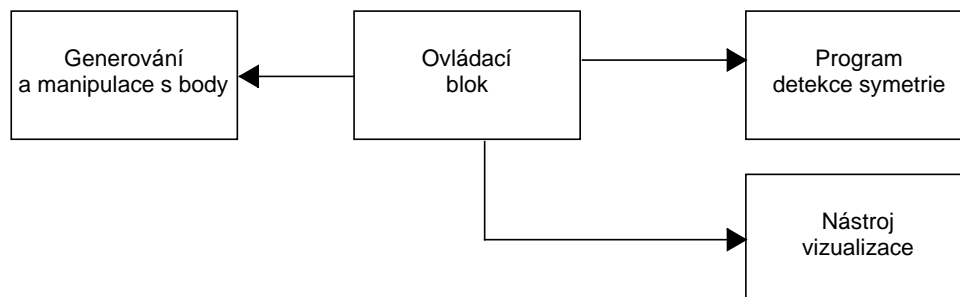 Generování
a manipulace s body
Ovládací
blok
Program
detekce symetrie
Nástroj
vizualizace